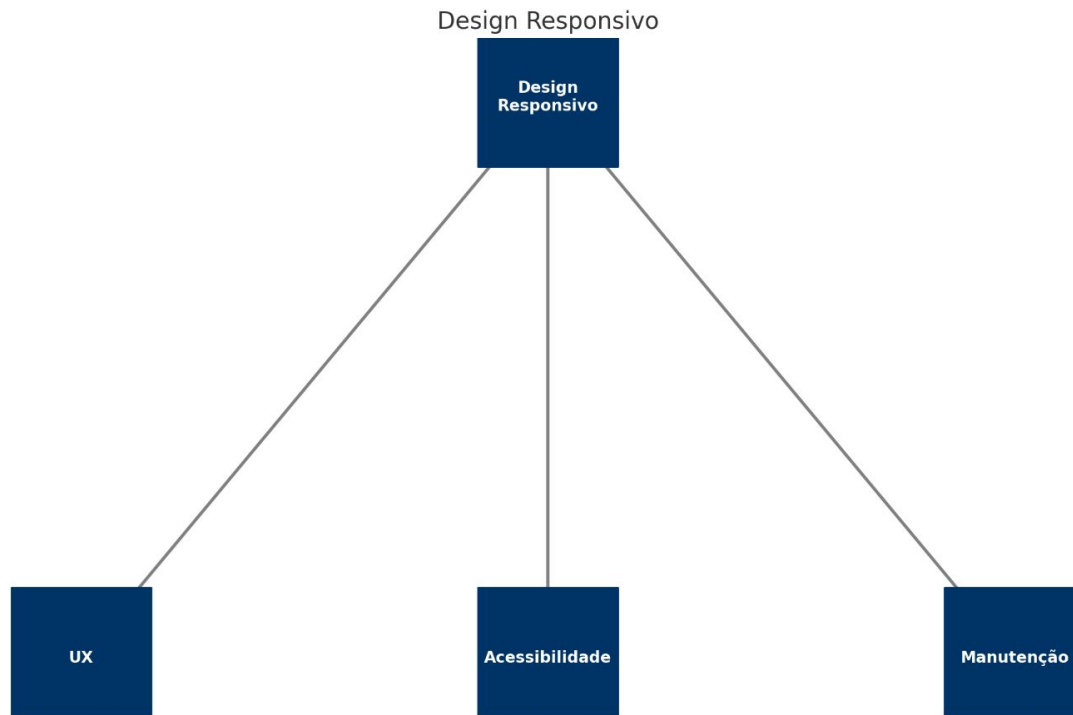 Design Responsivo
Design
Responsivo
UX
Acessibilidade
Manutenção